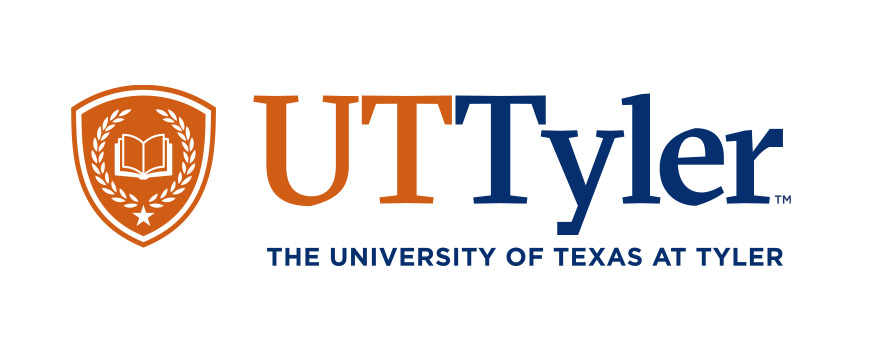 UTTyler™
THE UNIVERSITY OF TEXAS AT TYLER